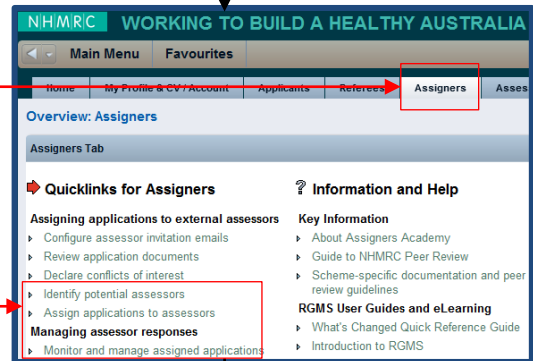 NHMRC WORKING TO BUILD A HEALTHY AUSTRALIA
Main Menu Favourites
Home My Profile & CV / Account Applicants Referees Assigners Asses
Overview: Assigners
Assigners Tab
Quicklinks for Assigners
Assigning applications to external assessors
Configure assessor invitation emails
Review application documents
Declare conflicts of interest
Identify potential assessors
Assign applications to assessors
Managing assessor responses
Monitor and manage assigned applications
? Information and Help
Key Information
About Assigners Academy
Guide to NHMRC Peer Review
Scheme-specific documentation and peer
review guidelines
RGMS User Guides and eLearning
What's Changed Quick Reference Guide
Introduction to RGMS